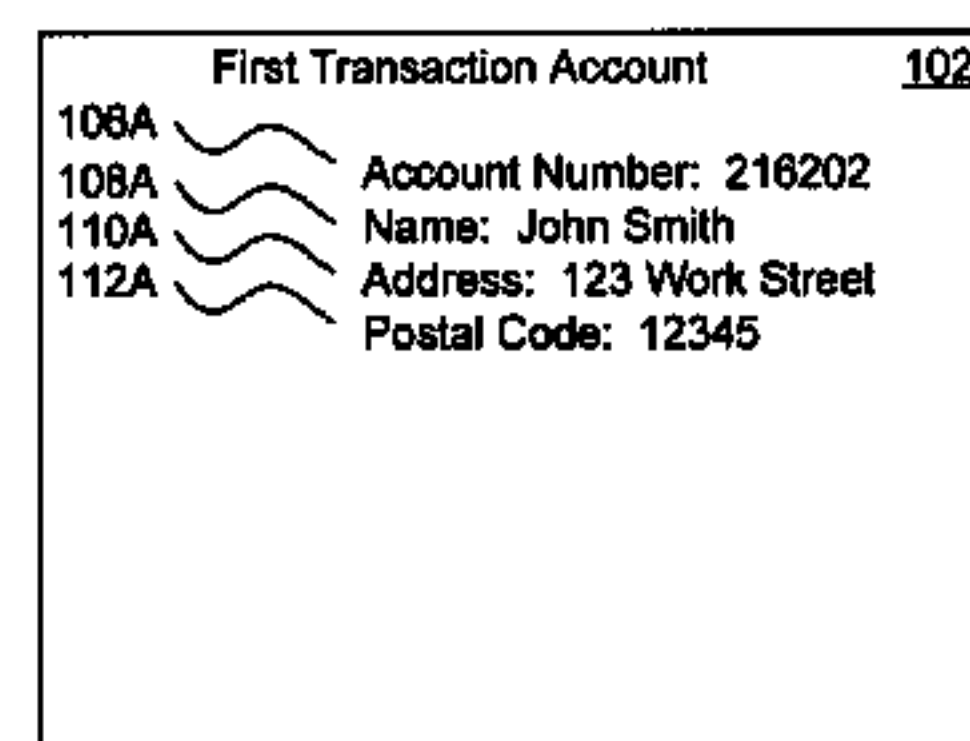 First Transaction Account 102
106A
Account Number: 216202
108A
Name: John Smith
110A
Address: 123 Work Street
112A
Postal Code: 12345